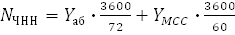 N_ЧНН = Y_аб · 3600/72 + Y_МСС · 3600/60